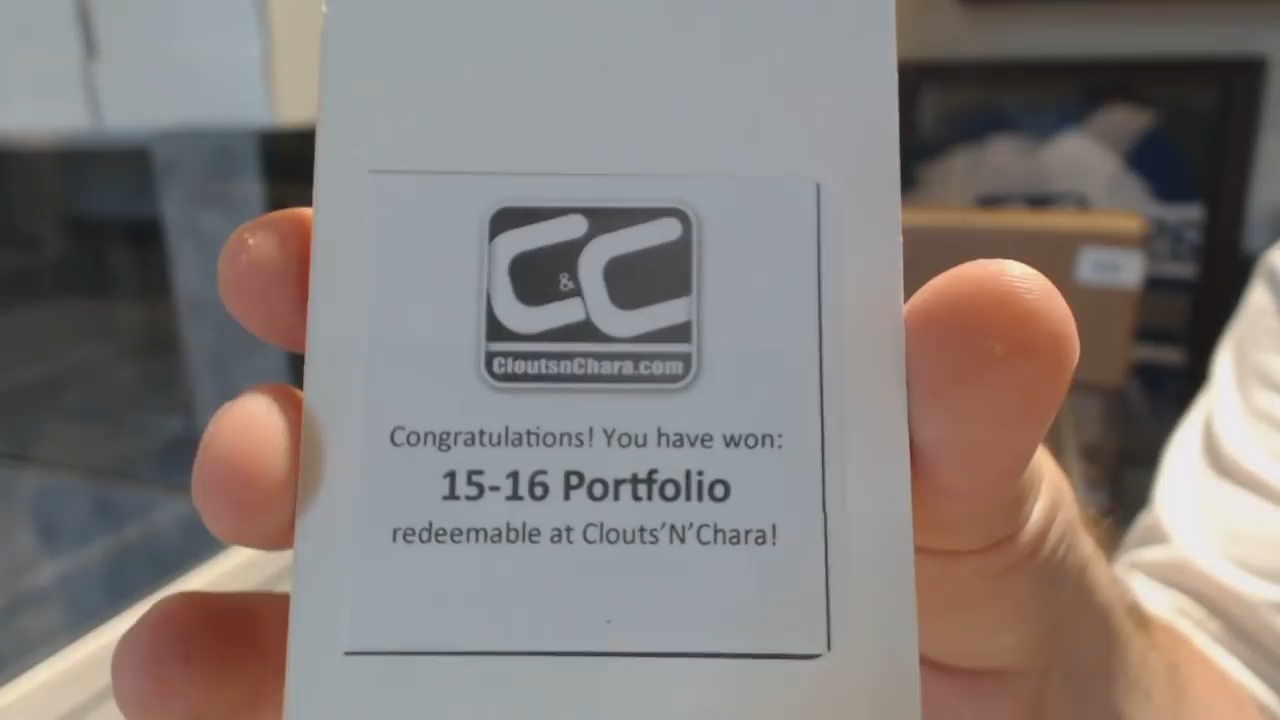 C&C
CloutsnChara.com
Congratulations! You have won:
15-16 Portfolio
redeemable at Clouts’N’Chara!